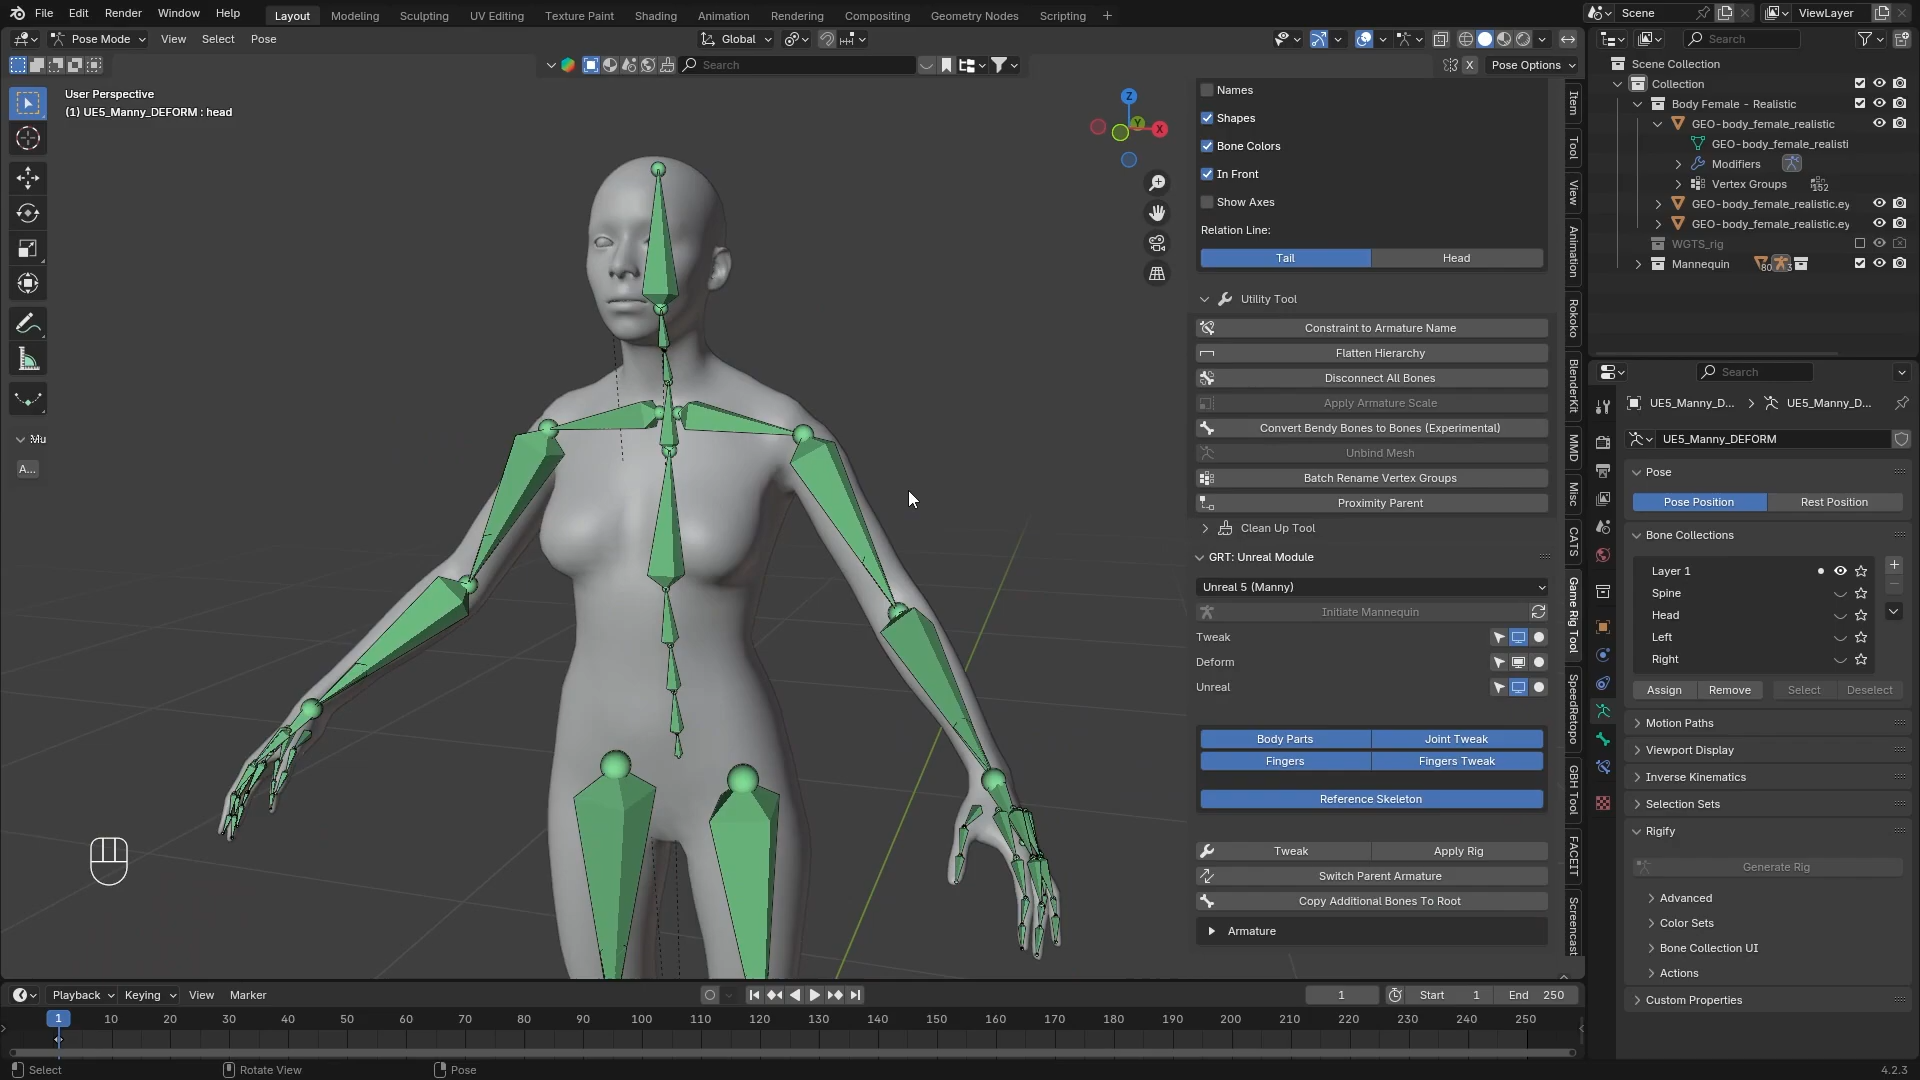 File Edit Render Window Help Layout Modeling Sculpting UV Editing Texture Paint Shading Animation Rendering Compositing Geometry Nodes Scripting + Scene ViewLayer
Pose Mode View Select Pose Global Search
Search X Pose Options
User Perspective
(1) UE5_Manny_DEFORM : head
Z
Y
X
Mu
A...
Names
Shapes
Bone Colors
In Front
Show Axes
Relation Line:
Tail Head
Utility Tool
Constraint to Armature Name
Flatten Hierarchy
Disconnect All Bones
Apply Armature Scale
Convert Bendy Bones to Bones (Experimental)
Unbind Mesh
Batch Rename Vertex Groups
Proximity Parent
Clean Up Tool
GRT: Unreal Module
Unreal 5 (Manny)
Initiate Mannequin
Tweak
Deform
Unreal
Body Parts Joint Tweak
Fingers Fingers Tweak
Reference Skeleton
Tweak Apply Rig
Switch Parent Armature
Copy Additional Bones To Root
Armature
Item
Tool
View
Animation
Rokoko
BlenderKit
MMD
Misc
CATS
Game Rig Tool
SpeedRetopo
GBH Tool
FACEIT
Screencast
Scene Collection
Collection
Body Female - Realistic
GEO-body_female_realistic
GEO-body_female_realisti
Modifiers
Vertex Groups 152
GEO-body_female_realistic.ey
GEO-body_female_realistic.ey
WGTS_rig
Mannequin 80 3
Search
UE5_Manny_D... > UE5_Manny_D...
UE5_Manny_DEFORM
Pose
Pose Position Rest Position
Bone Collections
Layer 1
Spine
Head
Left
Right
Assign Remove Select Deselect
Motion Paths
Viewport Display
Inverse Kinematics
Selection Sets
Rigify
Generate Rig
Advanced
Color Sets
Bone Collection UI
Actions
Custom Properties
Playback Keying View Marker 1 Start 1 End 250
1 10 20 30 40 50 60 70 80 90 100 110 120 130 140 150 160 170 180 190 200 210 220 230 240 250
Select Rotate View Pose 4.2.3